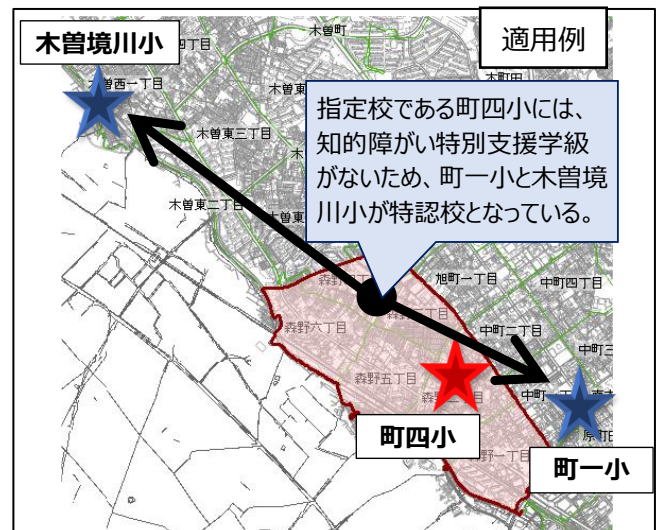 適用例
木曽境川小
指定校である町四小には、
知的障がい特別支援学級
がないため、町一小と木曽境
川小が特認校となっている。
木曽町
四丁目
木曽西一丁目
木曽東三丁目
木曽東二丁目
旭町一丁目
中町四丁目
中町二丁目
森野六丁目
森野五丁目
町四小
町一小